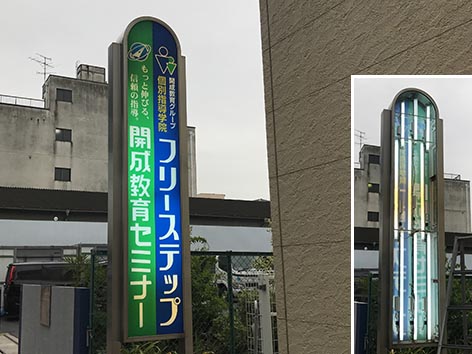 開成教育グループ
個別指導学院
フリーステップ
もっと伸びる、
信頼の指導。
開成教育セミナー